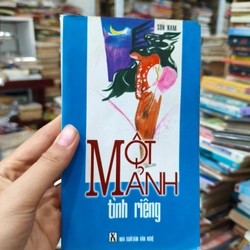 SƠN NAM
MỘT
MẢNH
tình riêng
NHÀ XUẤT BẢN VĂN NGHỆ